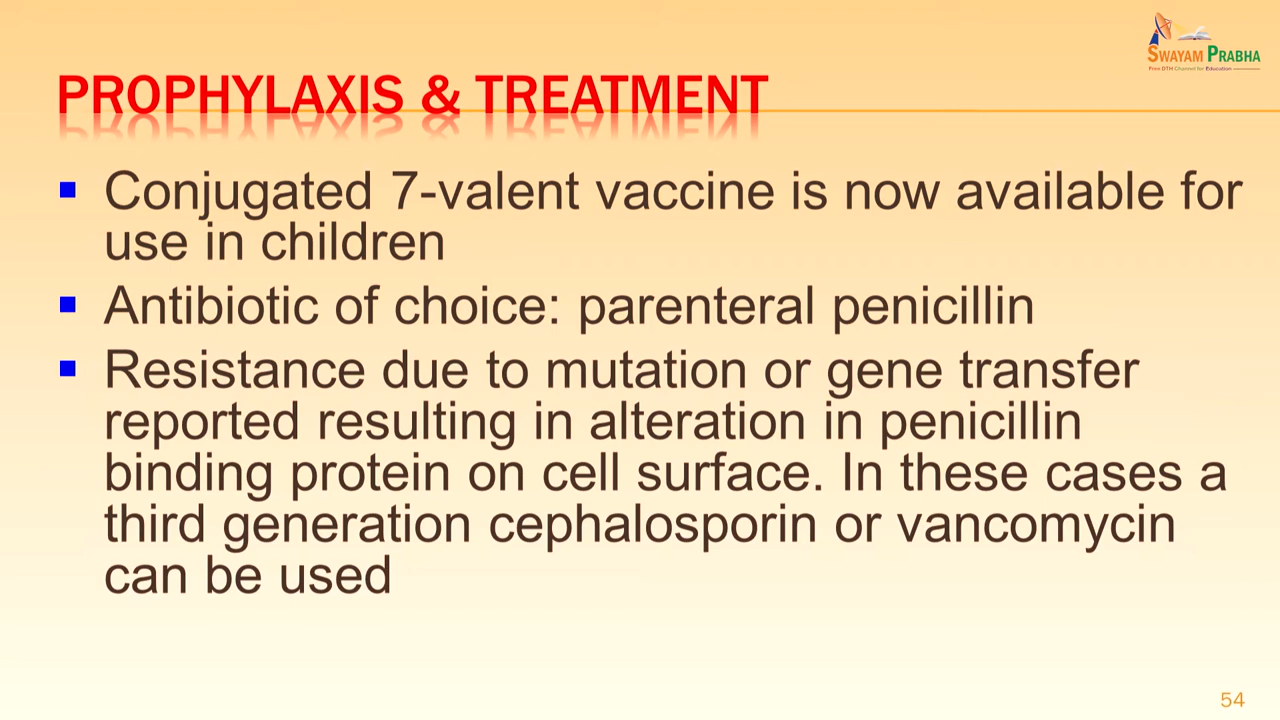 SWAYAM PRABHA
Free DTH Channel for Education
PROPHYLAXIS & TREATMENT
Conjugated 7-valent vaccine is now available for
use in children
Antibiotic of choice: parenteral penicillin
Resistance due to mutation or gene transfer
reported resulting in alteration in penicillin
binding protein on cell surface. In these cases a
third generation cephalosporin or vancomycin
can be used
54